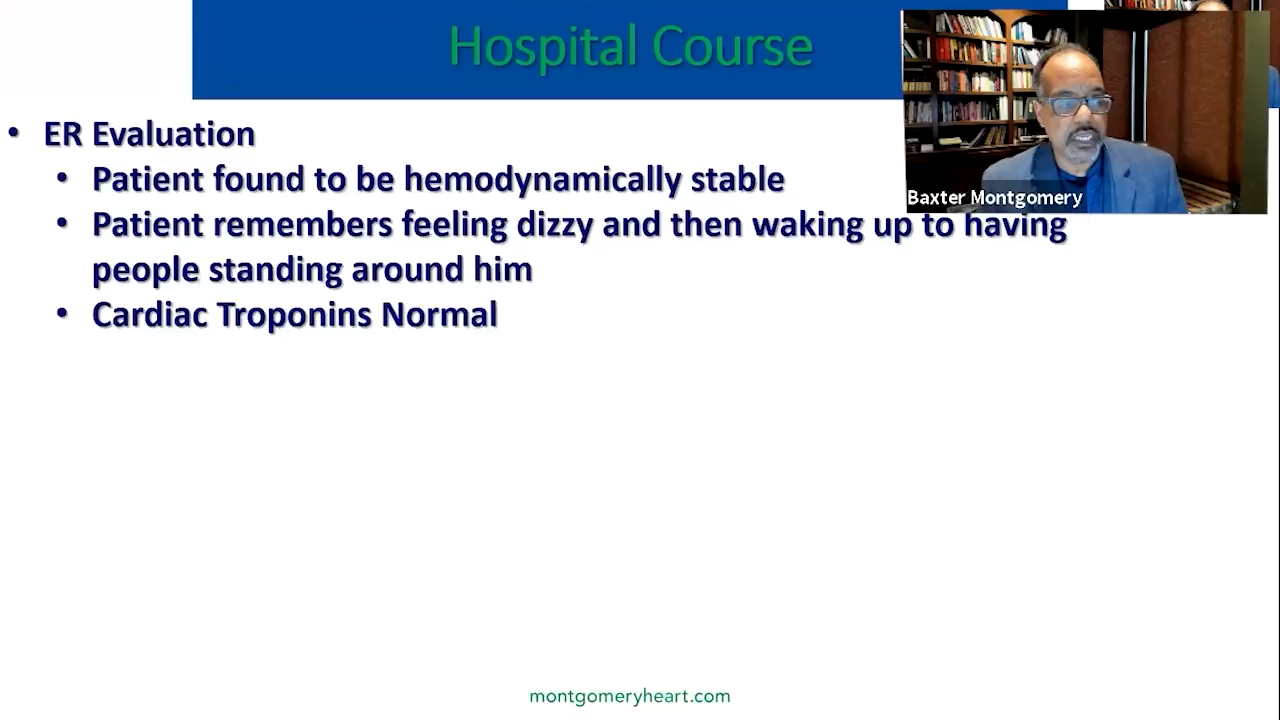 Hospital Course
Baxter Montgomery
• ER Evaluation
• Patient found to be hemodynamically stable
• Patient remembers feeling dizzy and then waking up to having
people standing around him
• Cardiac Troponins Normal
montgomeryheart.com